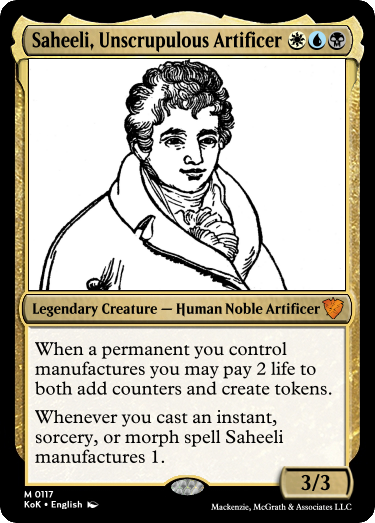 Saheeli, Unscrupulous Artificer
Legendary Creature — Human Noble Artificer
When a permanent you control
manufactures you may pay 2 life to
both add counters and create tokens.
Whenever you cast an instant,
sorcery, or morph spell Saheeli
manufactures 1.
3/3
M 0117
KoK • English
Mackenzie, McGrath & Associates LLC